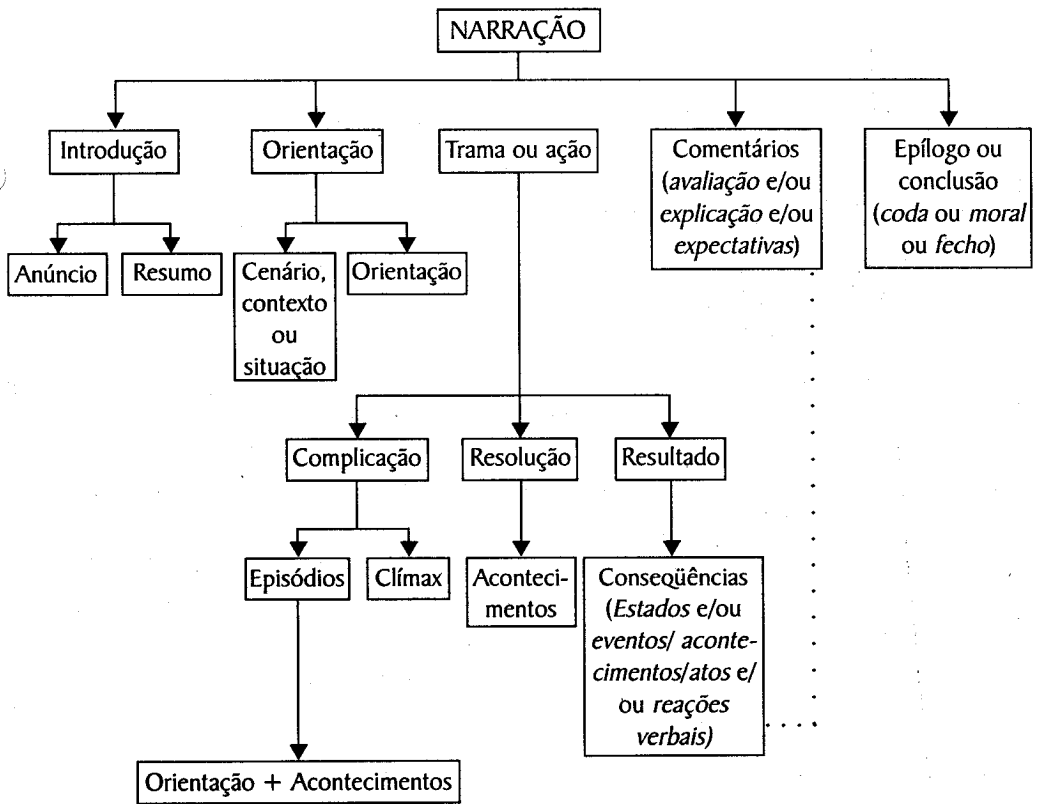 NARRAÇÃO
Introdução
Orientação
Trama ou ação
Comentários
(avaliação e/ou
explicação e/ou
expectativas)
Epílogo ou
conclusão
(coda ou moral
ou fecho)
Anúncio
Resumo
Cenário,
contexto
ou
situação
Orientação
Complicação
Resolução
Resultado
Episódios
Clímax
Aconteci-
mentos
Conseqüências
(Estados e/ou
eventos/ aconte-
cimentos/atos e/
ou reações
verbais)
Orientação + Acontecimentos